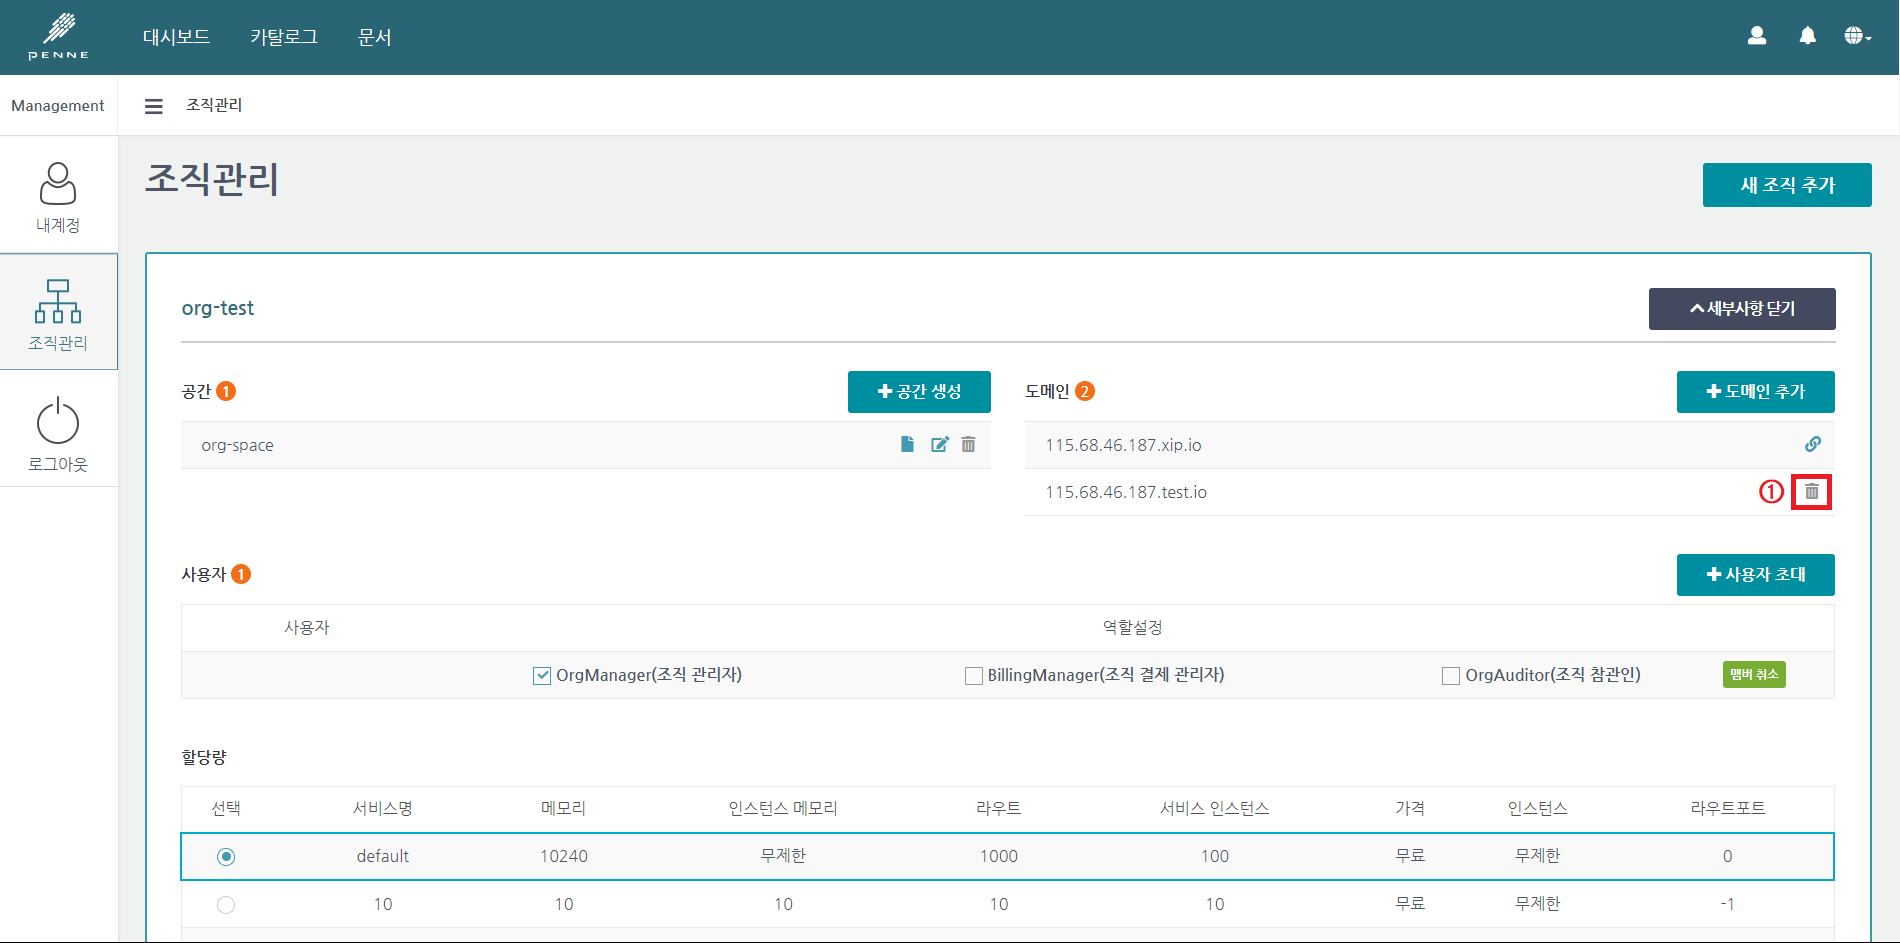 PENNE
대시보드 카탈로그 문서
Management
조직관리
내계정
조직관리
로그아웃
조직관리
새 조직 추가
org-test
세부사항 닫기
공간 1
공간 생성
org-space
도메인 2
도메인 추가
115.68.46.187.xip.io
115.68.46.187.test.io
①
사용자 1
사용자 초대
사용자 역할설정
OrgManager(조직 관리자) BillingManager(조직 결제 관리자) OrgAuditor(조직 참관인) 맴버 취소
할당량
선택 서비스명 메모리 인스턴스 메모리 라우트 서비스 인스턴스 가격 인스턴스 라우트포트
default 10240 무제한 1000 100 무료 무제한 0
10 10 10 10 10 무료 무제한 -1